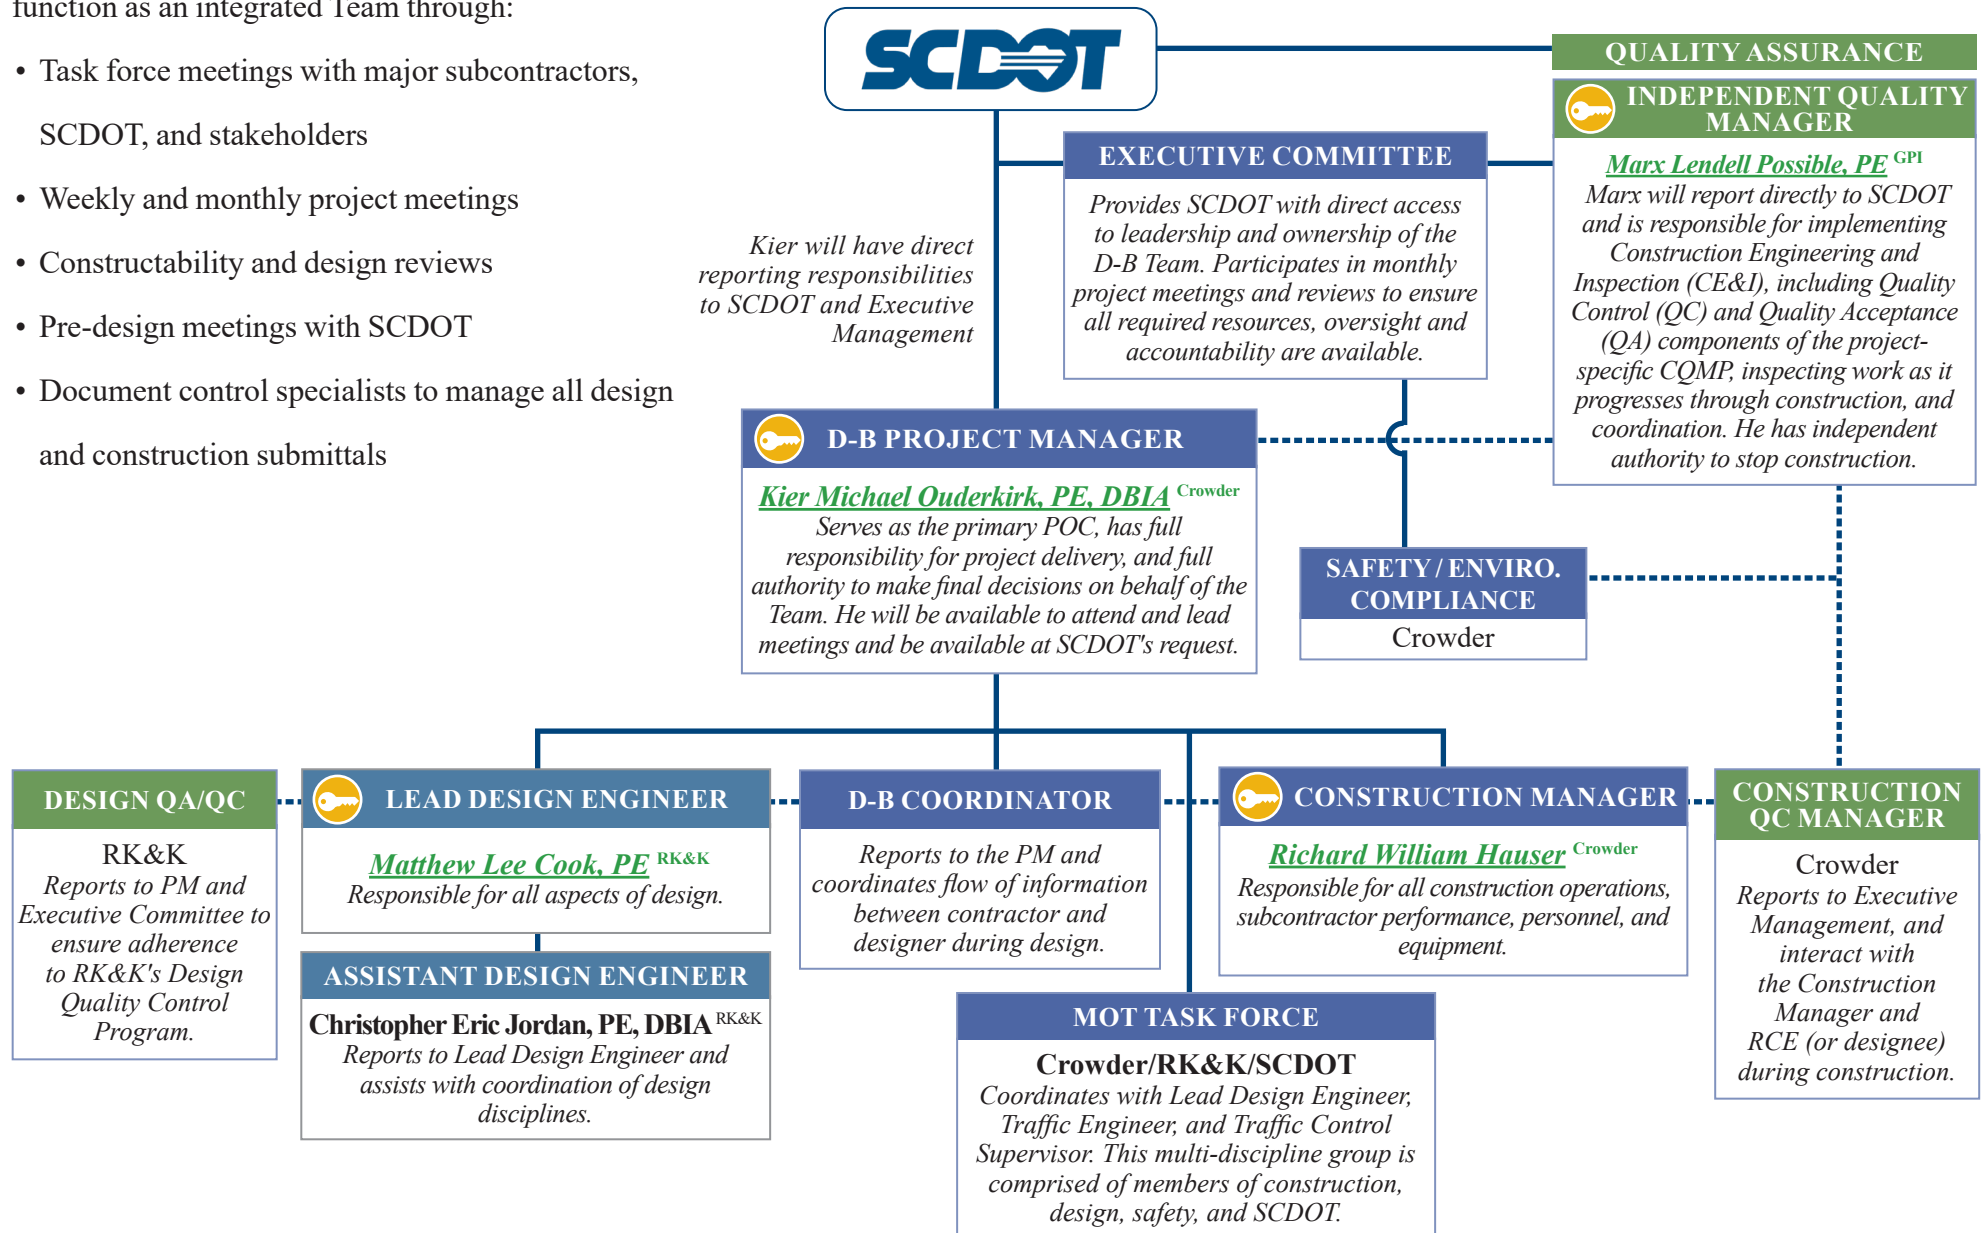 function as an integrated Team through:
• Task force meetings with major subcontractors,
SCDOT, and stakeholders
• Weekly and monthly project meetings
• Constructability and design reviews
• Pre-design meetings with SCDOT
• Document control specialists to manage all design
and construction submittals
SCDOT
QUALITY ASSURANCE
INDEPENDENT QUALITY
MANAGER
Marx Lendell Possible, PE GPI
Marx will report directly to SCDOT
and is responsible for implementing
Construction Engineering and
Inspection (CE&I), including Quality
Control (QC) and Quality Acceptance
(QA) components of the project-
specific CQMP, inspecting work as it
progresses through construction, and
coordination. He has independent
authority to stop construction.
EXECUTIVE COMMITTEE
Provides SCDOT with direct access
to leadership and ownership of the
D-B Team. Participates in monthly
project meetings and reviews to ensure
all required resources, oversight and
accountability are available.
Kier will have direct
reporting responsibilities
to SCDOT and Executive
Management
D-B PROJECT MANAGER
Kier Michael Ouderkirk, PE, DBIA Crowder
Serves as the primary POC, has full
responsibility for project delivery, and full
authority to make final decisions on behalf of the
Team. He will be available to attend and lead
meetings and be available at SCDOT's request.
SAFETY / ENVIRO.
COMPLIANCE
Crowder
DESIGN QA/QC
RK&K
Reports to PM and
Executive Committee to
ensure adherence
to RK&K's Design
Quality Control
Program.
LEAD DESIGN ENGINEER
Matthew Lee Cook, PE RK&K
Responsible for all aspects of design.
ASSISTANT DESIGN ENGINEER
Christopher Eric Jordan, PE, DBIA RK&K
Reports to Lead Design Engineer and
assists with coordination of design
disciplines.
D-B COORDINATOR
Reports to the PM and
coordinates flow of information
between contractor and
designer during design.
MOT TASK FORCE
Crowder/RK&K/SCDOT
Coordinates with Lead Design Engineer,
Traffic Engineer, and Traffic Control
Supervisor. This multi-discipline group is
comprised of members of construction,
design, safety, and SCDOT.
CONSTRUCTION MANAGER
Richard William Hauser Crowder
Responsible for all construction operations,
subcontractor performance, personnel, and
equipment.
CONSTRUCTION
QC MANAGER
Crowder
Reports to Executive
Management, and
interact with
the Construction
Manager and
RCE (or designee)
during construction.